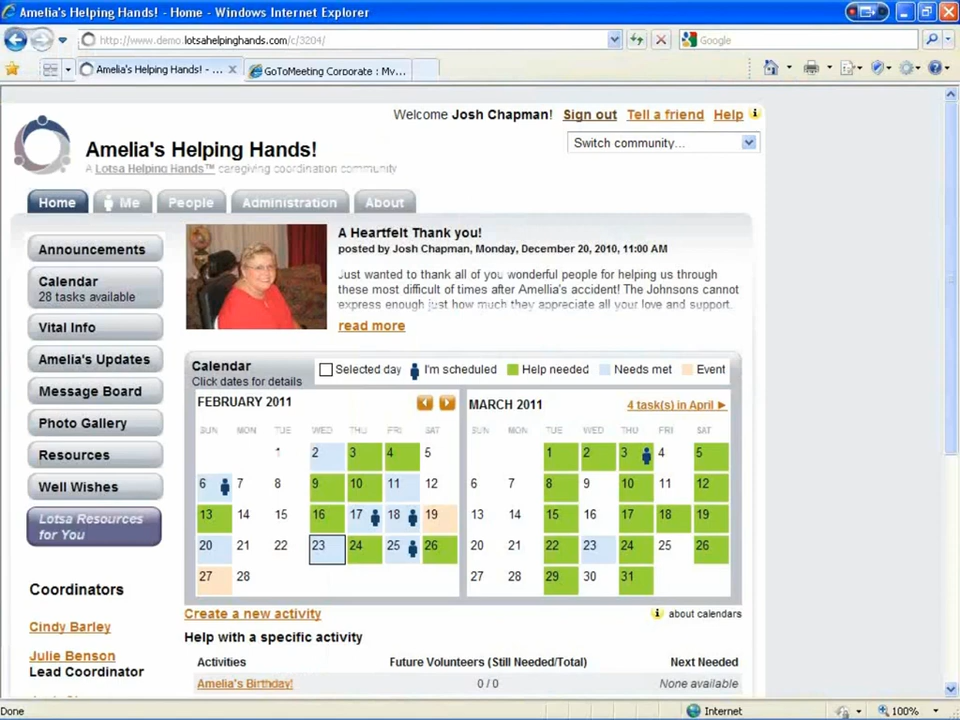 Amelia's Helping Hands! - Home - Windows Internet Explorer
http://www.demo.lotsahelpinghands.com/c/3204/
Google
Amelia's Helping Hands! - ...
GoToMeeting Corporate : My...
Welcome Josh Chapman! Sign out Tell a friend Help
Switch community...
Amelia's Helping Hands!
A Lotsa Helping Hands™ caregiving coordination community
Home Me People Administration About
Announcements
Calendar
28 tasks available
Vital Info
Amelia's Updates
Message Board
Photo Gallery
Resources
Well Wishes
Lotsa Resources
for You
Coordinators
Cindy Barley
Julie Benson
Lead Coordinator
A Heartfelt Thank you!
posted by Josh Chapman, Monday, December 20, 2010, 11:00 AM
Just wanted to thank all of you wonderful people for helping us through
these most difficult of times after Amellia's accident! The Johnsons cannot
express enough just how much they appreciate all your love and support.
read more
Calendar
Click dates for details
Selected day I'm scheduled Help needed Needs met Event
FEBRUARY 2011
SUN MON TUE WED THU FRI SAT
1 2 3 4 5
6 7 8 9 10 11 12
13 14 15 16 17 18 19
20 21 22 23 24 25 26
27 28
MARCH 2011
4 task(s) in April
SUN MON TUE WED THU FRI SAT
1 2 3 4 5
6 7 8 9 10 11 12
13 14 15 16 17 18 19
20 21 22 23 24 25 26
27 28 29 30 31
Create a new activity
about calendars
Help with a specific activity
Activities Future Volunteers (Still Needed/Total) Next Needed
Amelia's Birthday! 0 / 0 None available
Done
Internet
100%